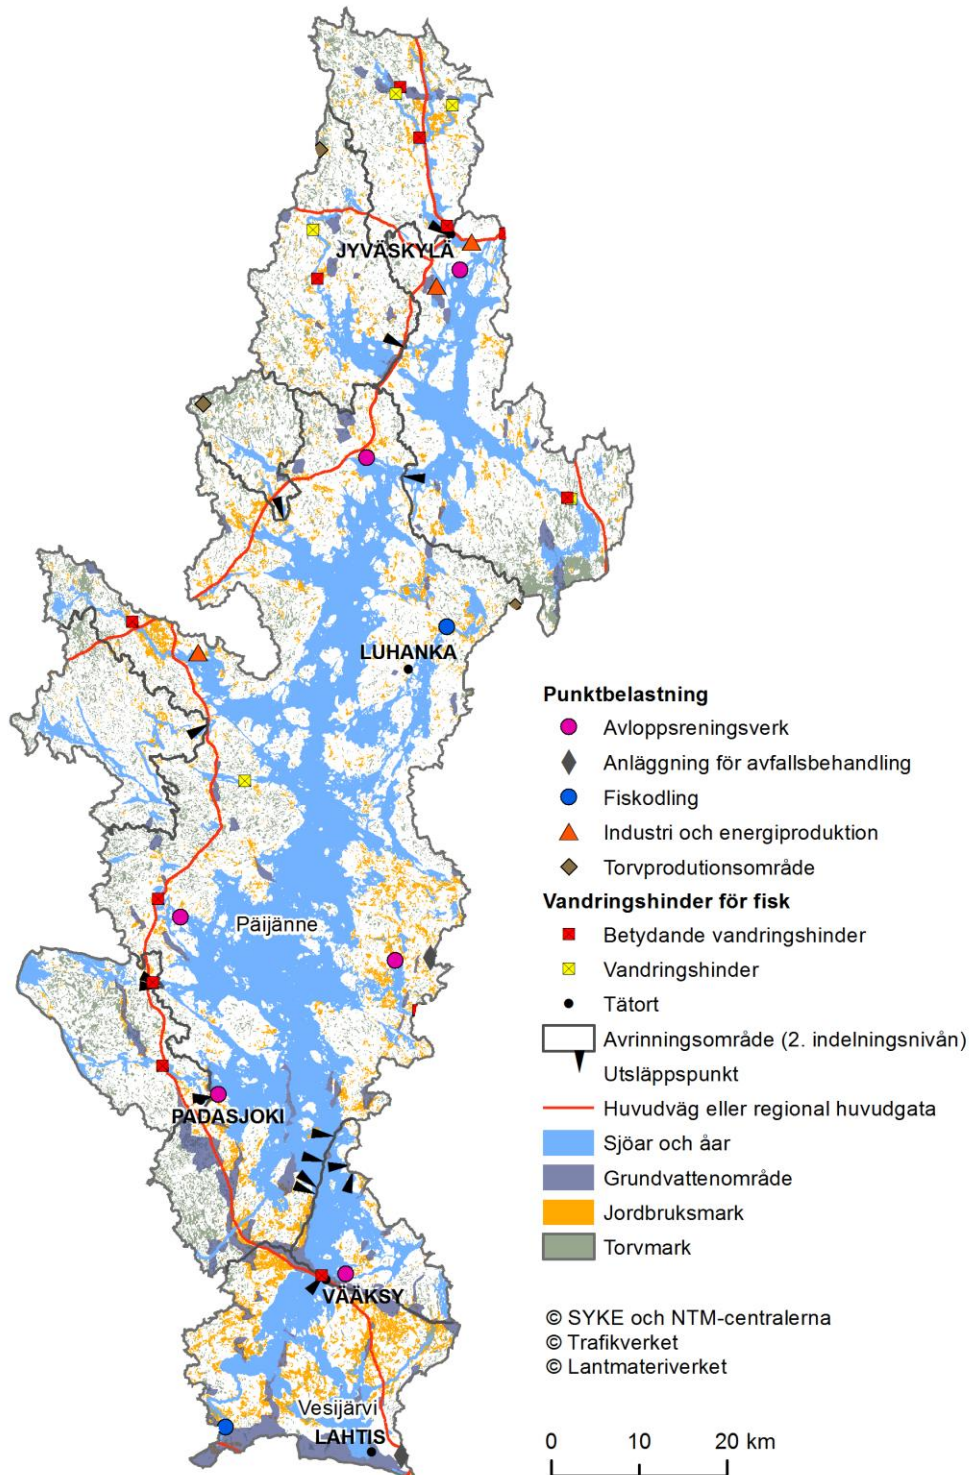 JYVÄSKYLÄ
LUHANKA
Päijänne
PADASJOKI
VÄÄKSY
Vesijärvi
LAHTIS
Punktbelastning
Avloppsreningsverk
Anläggning för avfallsbehandling
Fiskodling
Industri och energiproduktion
Torvprodutionsområde
Vandringshinder för fisk
Betydande vandringshinder
Vandringshinder
Tätort
Avrinningsområde (2. indelningsnivån)
Utsläppspunkt
Huvudväg eller regional huvudgata
Sjöar och åar
Grundvattenområde
Jordbruksmark
Torvmark
© SYKE och NTM-centralerna
© Trafikverket
© Lantmateriverket
0 10 20 km